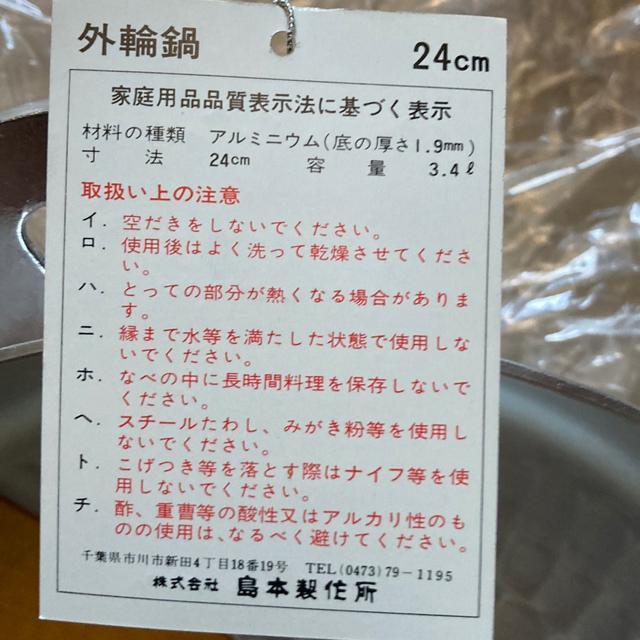 外輪鍋 24cm
家庭用品品質表示法に基づく表示
材料の種類 アルミニウム(底の厚さ1.9mm)
寸法 24cm 容量 3.4ℓ
取扱い上の注意
イ. 空だきをしないでください。
ロ. 使用後はよく洗って乾燥させてくださ
い。
ハ. とっての部分が熱くなる場合がありま
す。
ニ. 縁まで水等を満たした状態で使用しな
いでください。
ホ. なべの中に長時間料理を保存しないで
ください。
ヘ. スチールたわし、みがき粉等を使用し
ないでください。
ト. こげつき等を落とす際はナイフ等を使
用しないでください。
チ. 酢、重曹等の酸性又はアルカリ性のも
のの使用は、なるべく避けてください。
千葉県市川市新田4丁目18番19号 TEL(0473)79-1195
株式会社 島本製作所